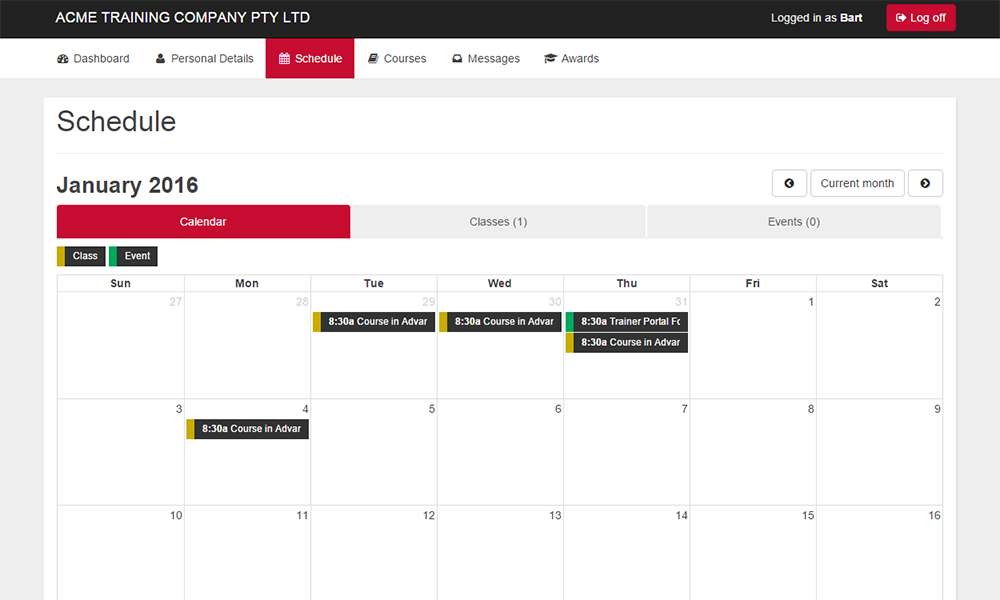 ACME TRAINING COMPANY PTY LTD Logged in as Bart Log off
Dashboard Personal Details Schedule Courses Messages Awards
Schedule
January 2016 Current month
Calendar Classes (1) Events (0)
Class Event
Sun Mon Tue Wed Thu Fri Sat
27 28 29 30 31 1 2
8:30a Course in Advar 8:30a Course in Advar 8:30a Trainer Portal Fc
8:30a Course in Advar
3 4 5 6 7 8 9
8:30a Course in Advar
10 11 12 13 14 15 16